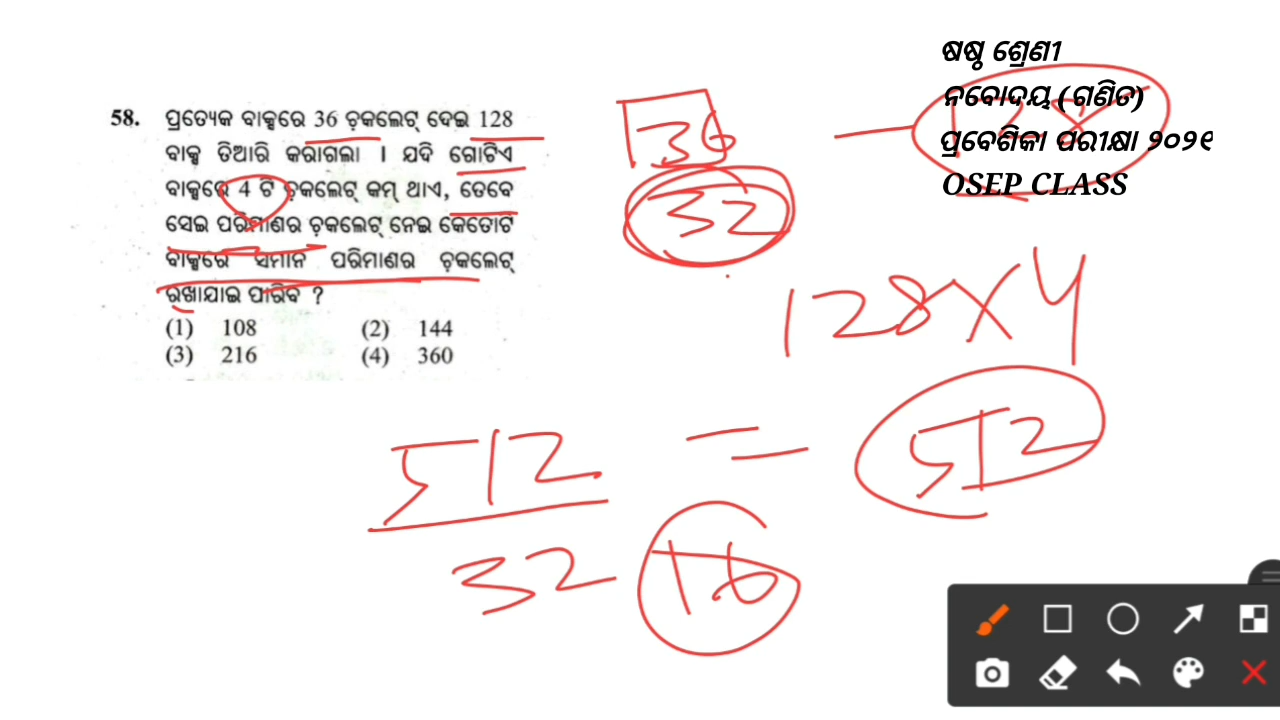 ଷଷ୍ଠ ଶ୍ରେଣୀ
ନବୋଦୟ (ଗଣିତ)
ପ୍ରବେଶିକା ପରୀକ୍ଷା ୨୦୨୧
OSEP CLASS
58. ପ୍ରତ୍ୟେକ ବାକ୍ସରେ 36 ଚକଲେଟ୍ ଦେଇ 128
ବାକ୍ସ ତିଆରି କରାଗଲା । ଯଦି ଗୋଟିଏ
ବାକ୍ସରେ 4 ଟି ଚକଲେଟ୍ କମ୍ ଥାଏ, ତେବେ
ସେଇ ପରିମାଣର ଚକଲେଟ୍ ନେଇ କେତୋଟି
ବାକ୍ସରେ ସମାନ ପରିମାଣର ଚକଲେଟ୍
ରଖାଯାଇ ପାରିବ ?
(1) 108 (2) 144
(3) 216 (4) 360
36 — 128
32
128 X 4
= 512
512
32 16